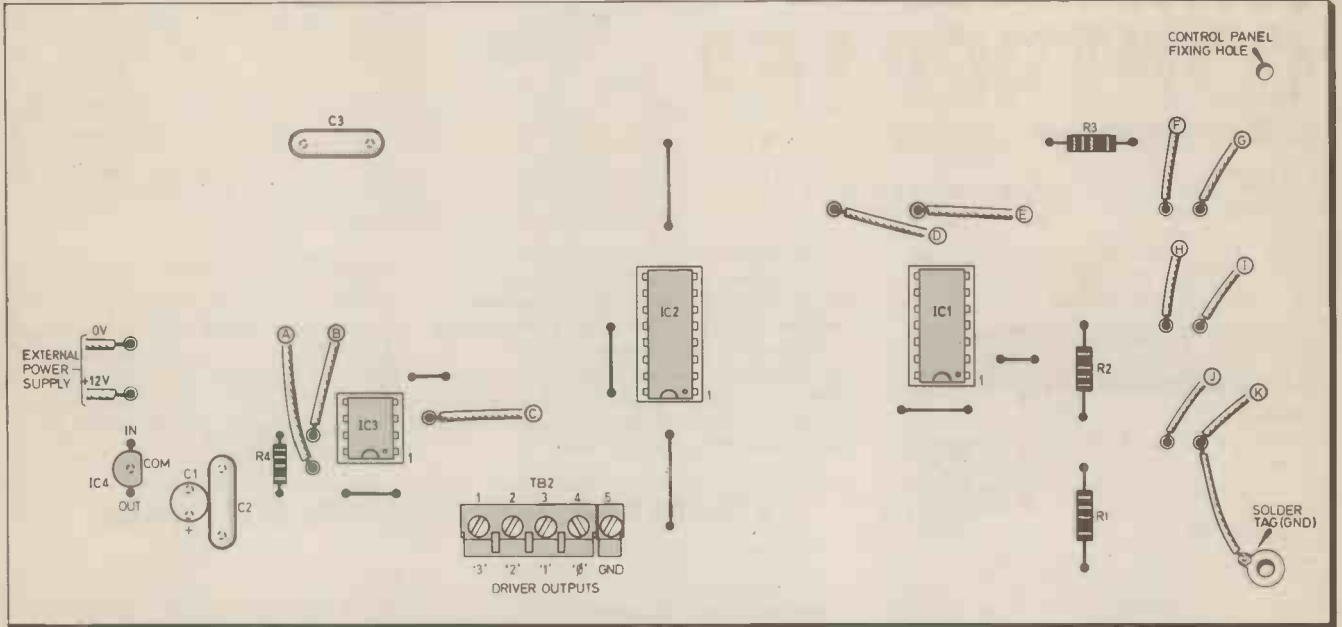 CONTROL PANEL
FIXING HOLE
C3
R3
F
G
E
D
H
I
IC2
IC1
0V
EXTERNAL
POWER
SUPPLY
+12V
A
B
R2
J
K
C
IC3
1
1
1
IN
COM
IC4
OUT
R4
C1
+
C2
TB2
1 2 3 4 5
'3' '2' '1' 'Ø' GND
DRIVER OUTPUTS
R1
SOLDER
TAG (GND)